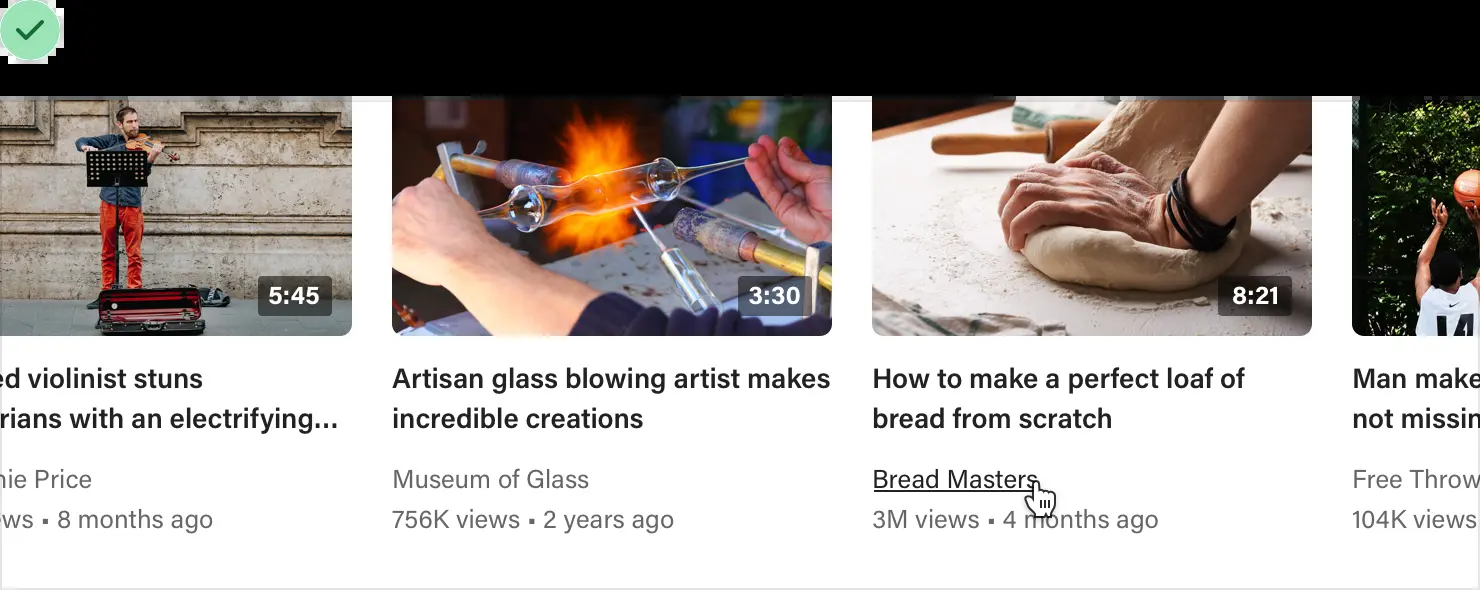 5:45
3:30
8:21
14
ed violinist stuns
rians with an electrifying...
nie Price
ws • 8 months ago
Artisan glass blowing artist makes
incredible creations
Museum of Glass
756K views • 2 years ago
How to make a perfect loaf of
bread from scratch
Bread Masters
3M views • 4 months ago
Man make
not missin
Free Throw
104K views